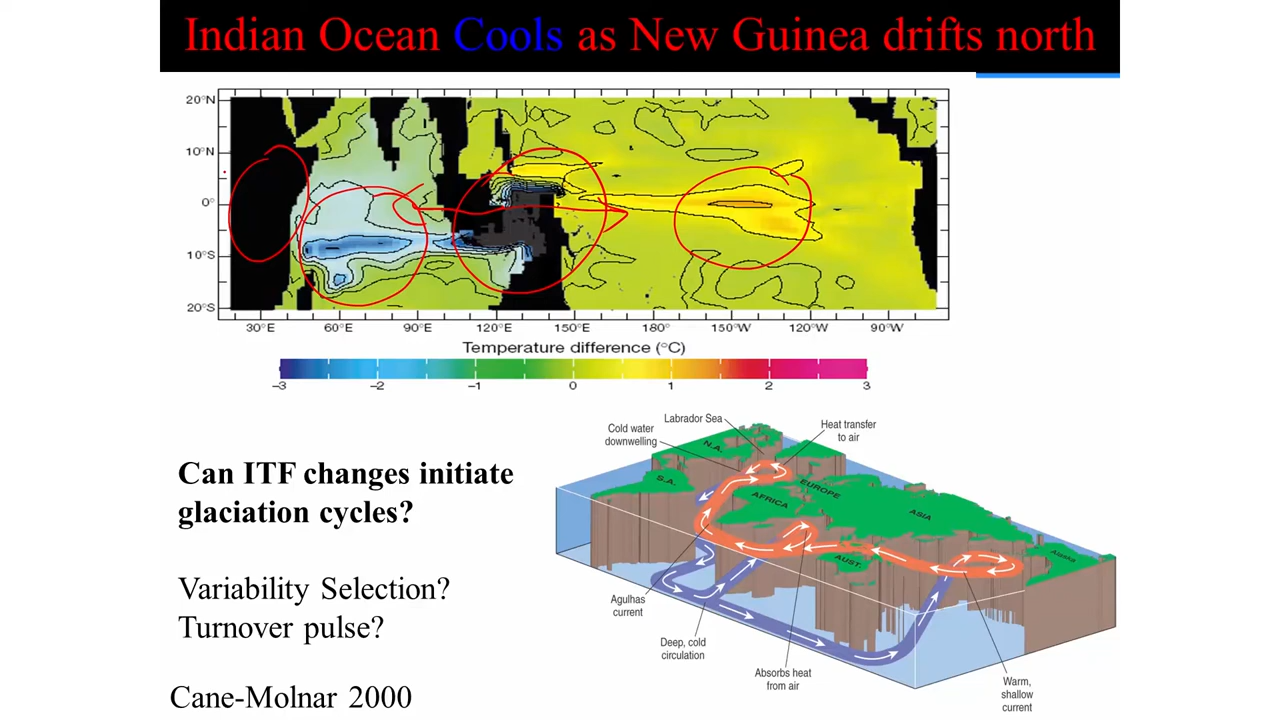 Indian Ocean Cools as New Guinea drifts north
20°N
10°N
0°
10°S
20°S
30°E
60°E
90°E
120°E
150°E
180°
150°W
120°W
90°W
Temperature difference (°C)
−3
−2
−1
0
1
2
3
Can ITF changes initiate
glaciation cycles?
Variability Selection?
Turnover pulse?
Cane-Molnar 2000
Labrador Sea
Cold water
downwelling
Heat transfer
to air
N.A.
S.A.
EUROPE
AFRICA
ASIA
AUST.
Alaska
Agulhas
current
Deep, cold
circulation
Absorbs heat
from air
Warm,
shallow
current